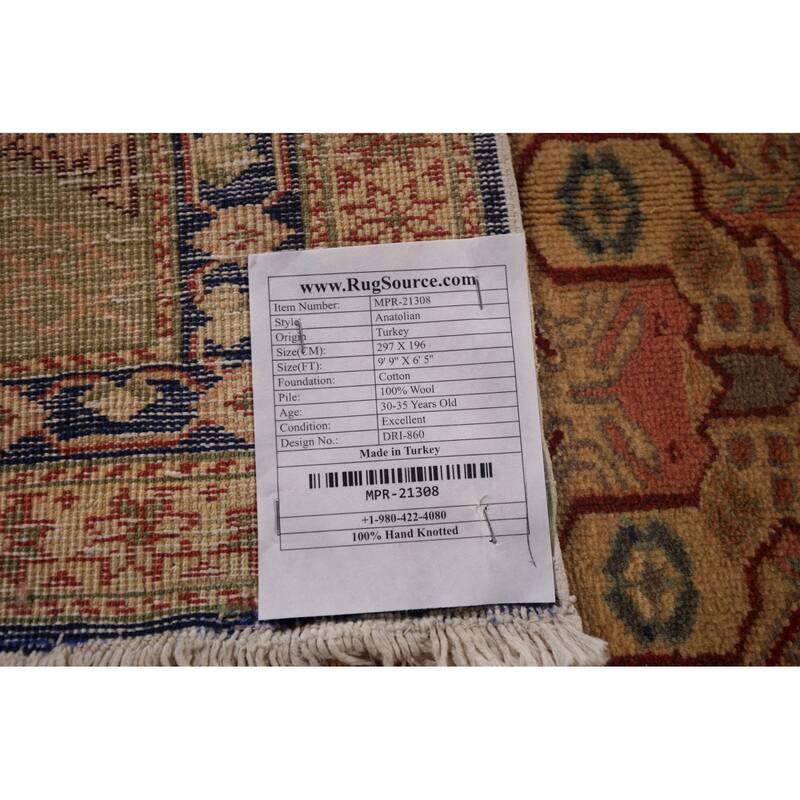 www.RugSource.com
Item Number: MPR-21308
Style: Anatolian
Origin Turkey
Size(CM): 297 X 196
Size(FT): 9' 9" X 6' 5"
Foundation: Cotton
Pile: 100% Wool
Age: 30-35 Years Old
Condition: Excellent
Design No.: DRI-860
Made in Turkey
MPR-21308
+1-980-422-4080
100% Hand Knotted